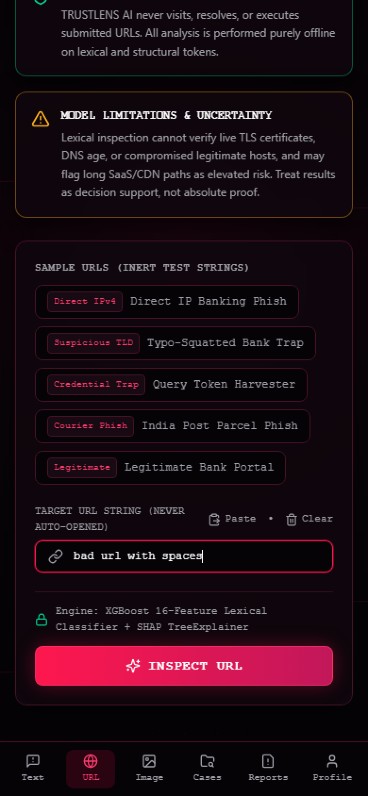 TRUSTLENS AI never visits, resolves, or executes
submitted URLs. All analysis is performed purely offline
on lexical and structural tokens.
MODEL LIMITATIONS & UNCERTAINTY
Lexical inspection cannot verify live TLS certificates,
DNS age, or compromised legitimate hosts, and may
flag long SaaS/CDN paths as elevated risk. Treat results
as decision support, not absolute proof.
SAMPLE URLS (INERT TEST STRINGS)
Direct IPv4 Direct IP Banking Phish
Suspicious TLD Typo-Squatted Bank Trap
Credential Trap Query Token Harvester
Courier Phish India Post Parcel Phish
Legitimate Legitimate Bank Portal
TARGET URL STRING (NEVER
AUTO-OPENED)
Paste • Clear
bad url with spaces
Engine: XGBoost 16-Feature Lexical
Classifier + SHAP TreeExplainer
INSPECT URL
Text URL Image Cases Reports Profile